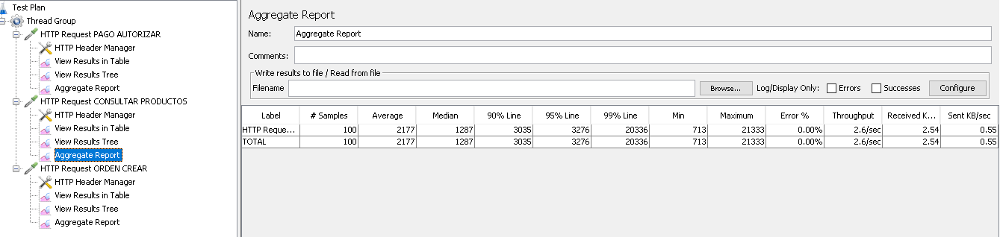 Test Plan
Thread Group
HTTP Request PAGO AUTORIZAR
HTTP Header Manager
View Results in Table
View Results Tree
Aggregate Report
HTTP Request CONSULTAR PRODUCTOS
HTTP Header Manager
View Results in Table
View Results Tree
Aggregate Report
HTTP Request ORDEN CREAR
HTTP Header Manager
View Results in Table
View Results Tree
Aggregate Report
Aggregate Report
Name: Aggregate Report
Comments:
Write results to file / Read from file
Filename Browse... Log/Display Only: Errors Successes Configure
Label # Samples Average Median 90% Line 95% Line 99% Line Min Maximum Error % Throughput Received K... Sent KB/sec
HTTP Reque... 100 2177 1287 3035 3276 20336 713 21333 0.00% 2.6/sec 2.54 0.55
TOTAL 100 2177 1287 3035 3276 20336 713 21333 0.00% 2.6/sec 2.54 0.55